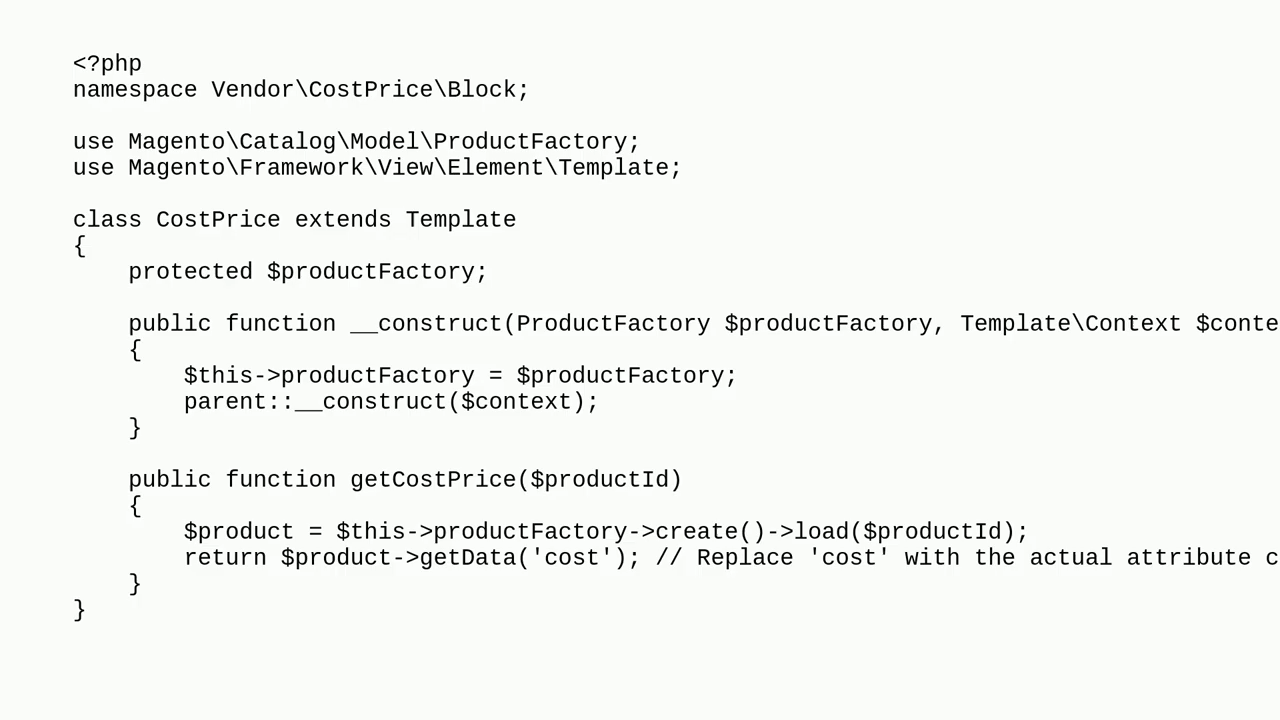 <?php
namespace Vendor\CostPrice\Block;
use Magento\Catalog\Model\ProductFactory;
use Magento\Framework\View\Element\Template;
class CostPrice extends Template
{
protected $productFactory;
public function __construct(ProductFactory $productFactory, Template\Context $conte
{
$this->productFactory = $productFactory;
parent::__construct($context);
}
public function getCostPrice($productId)
{
$product = $this->productFactory->create()->load($productId);
return $product->getData('cost'); // Replace 'cost' with the actual attribute c
}
}